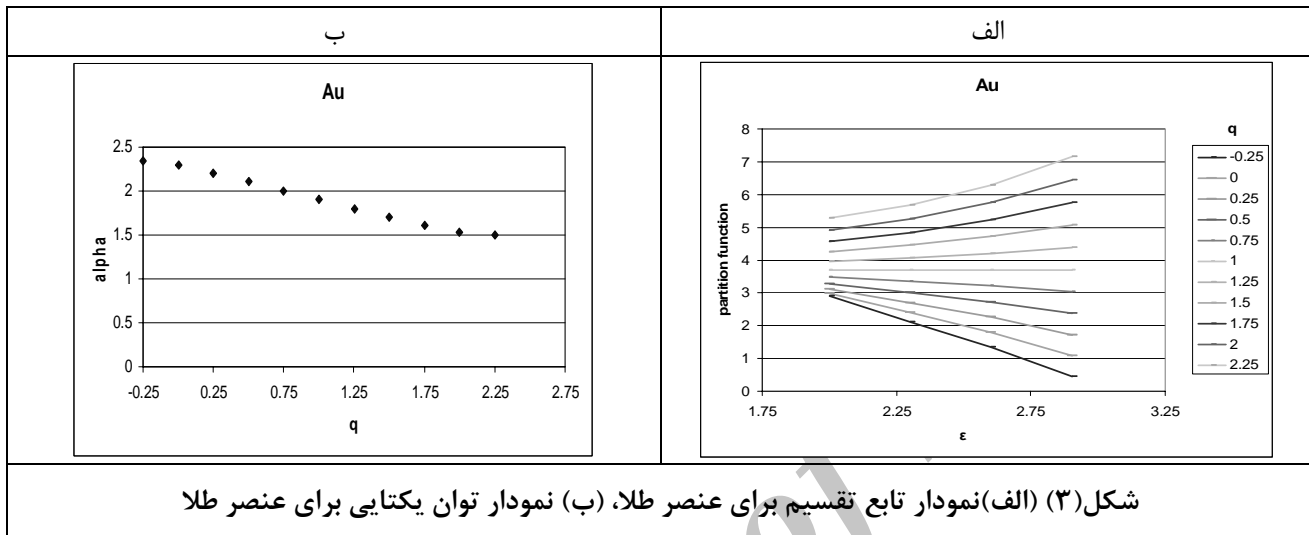 الف
ب
Au
partition function
8
7
6
5
4
3
2
1
0
1.75 2.25 2.75 3.25
ε
q
-0.25
0
0.25
0.5
0.75
1
1.25
1.5
1.75
2
2.25
Au
alpha
2.5
2
1.5
1
0.5
0
-0.25 0.25 0.75 1.25 1.75 2.25 2.75
q
شکل(۳) (الف)نمودار تابع تقسیم برای عنصر طلا، (ب) نمودار توان یکتایی برای عنصر طلا